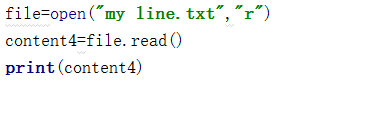 file=open("my line.txt","r")
content4=file.read()
print(content4)